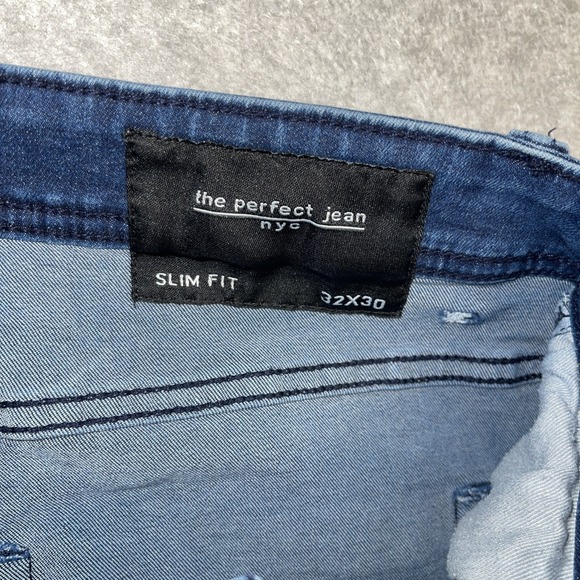 the perfect jean
nyc
SLIM FIT 32X30